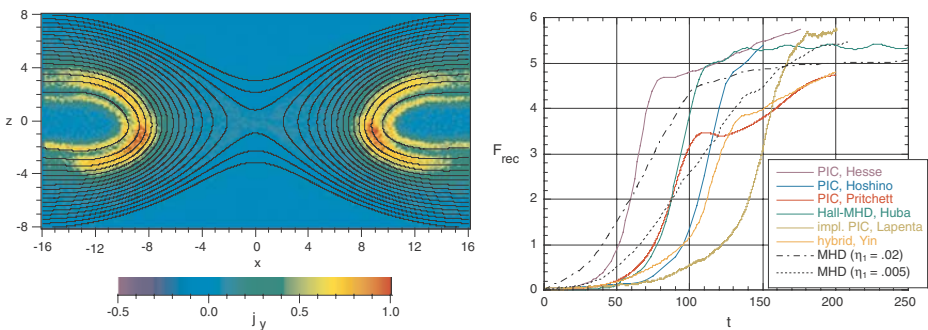 8
4
z 0
-4
-8
-16 -12 -8 -4 0 4 8 12 16
x
-0.5 0.0 0.5 1.0
j y
6
5
4
F rec
3
2
1
0
0 50 100 150 200 250
t
PIC, Hesse
PIC, Hoshino
PIC, Pritchett
Hall-MHD, Huba
impl. PIC, Lapenta
hybrid, Yin
MHD (η1 = .02)
MHD (η1 = .005)